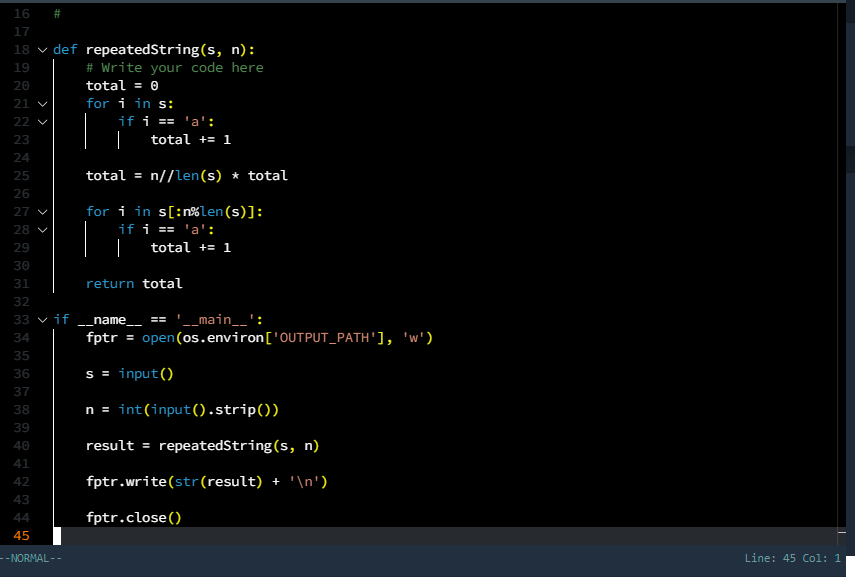 16 #
17
18 def repeatedString(s, n):
19     # Write your code here
20     total = 0
21     for i in s:
22         if i == 'a':
23             total += 1
24
25     total = n//len(s) * total
26
27     for i in s[:n%len(s)]:
28         if i == 'a':
29             total += 1
30
31     return total
32
33 if __name__ == '__main__':
34     fptr = open(os.environ['OUTPUT_PATH'], 'w')
35
36     s = input()
37
38     n = int(input().strip())
39
40     result = repeatedString(s, n)
41
42     fptr.write(str(result) + '\n')
43
44     fptr.close()
45
--NORMAL-- Line: 45 Col: 1